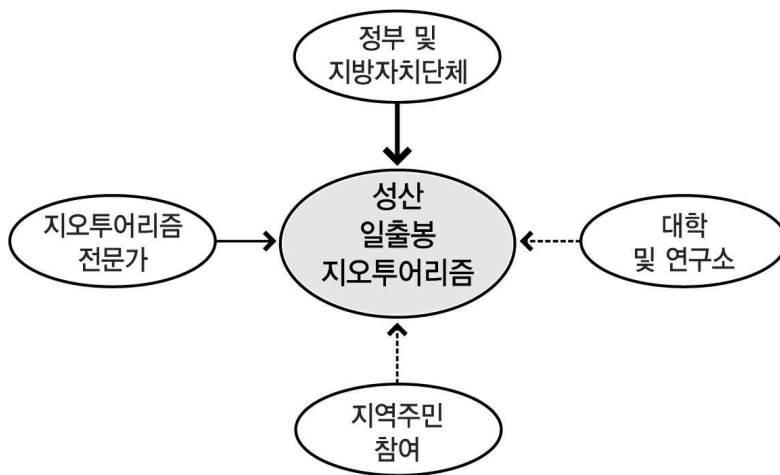 정부 및
지방자치단체
성산
일출봉
지오투어리즘
지오투어리즘
전문가
대학
및 연구소
지역주민
참여